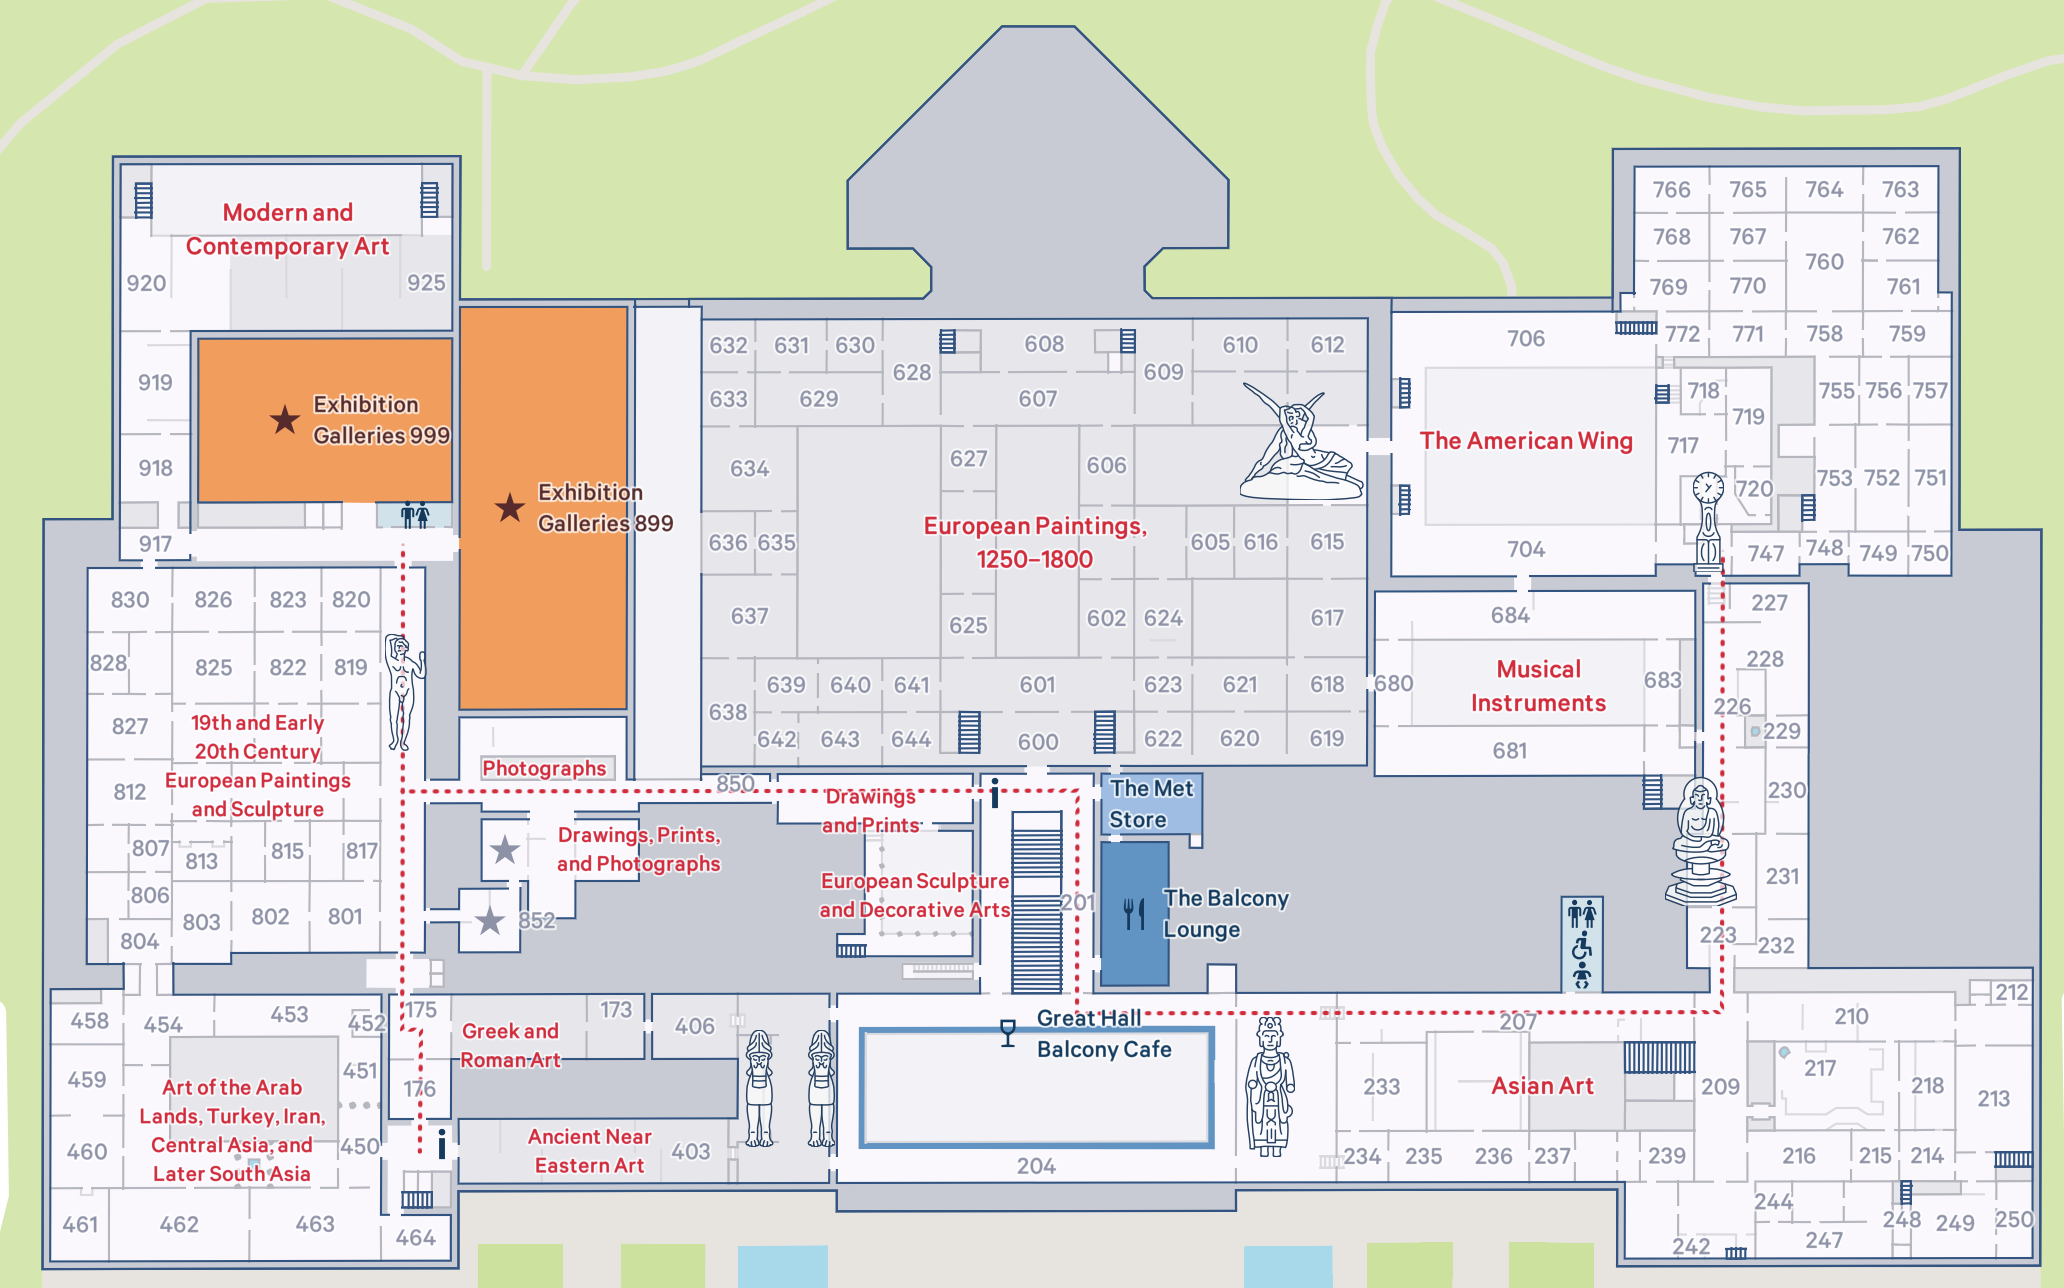 766 765 764 763
Modern and
Contemporary Art
768 767 762
760
920 925
769 770 761
632 631 630 608 610 612
706
772 771 758 759
628 609
919
633 629 607
718 755 756 757
719
Exhibition
Galleries 999
The American Wing
717
918
634 627 606
753 752 751
720
Exhibition
Galleries 899
European Paintings,
1250–1800
636 635
605 616 615
917
704
747 748 749 750
830 826 823 820
637 625 602 624 617
684
227
828 825 822 819
228
Musical
Instruments
639 640 641 601 623 621 618
680 683
638
226
827
19th and Early
20th Century
European Paintings
and Sculpture
642 643 644 600 622 620 619
681
229
Photographs
812
850
i
The Met
Store
230
Drawings
and Prints
807 813 815 817
Drawings, Prints,
and Photographs
806
European Sculpture
and Decorative Arts
231
803 802 801
852
201
The Balcony
Lounge
804
223 232
458 454 453 452
175
173
406
Greek and
Roman Art
Great Hall
Balcony Cafe
207
210
212
459
451
176
Art of the Arab
Lands, Turkey, Iran,
Central Asia, and
Later South Asia
233
Asian Art
209
217
218
213
460
450
i
Ancient Near
Eastern Art
403
204
234 235 236 237 239
216 215 214
461 462 463 464
244
242
247
248 249 250